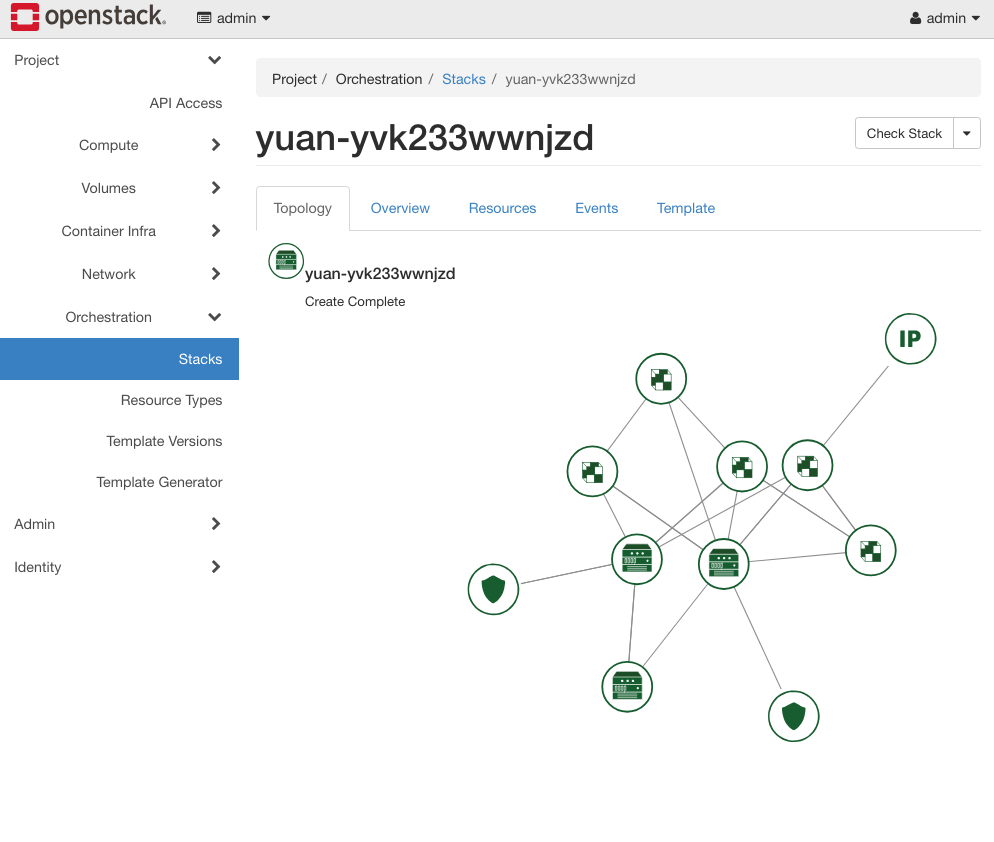 openstack. admin admin
Project
API Access
Compute
Volumes
Container Infra
Network
Orchestration
Stacks
Resource Types
Template Versions
Template Generator
Admin
Identity
Project / Orchestration / Stacks / yuan-yvk233wwnjzd
yuan-yvk233wwnjzd
Check Stack
Topology Overview Resources Events Template
yuan-yvk233wwnjzd
Create Complete
IP